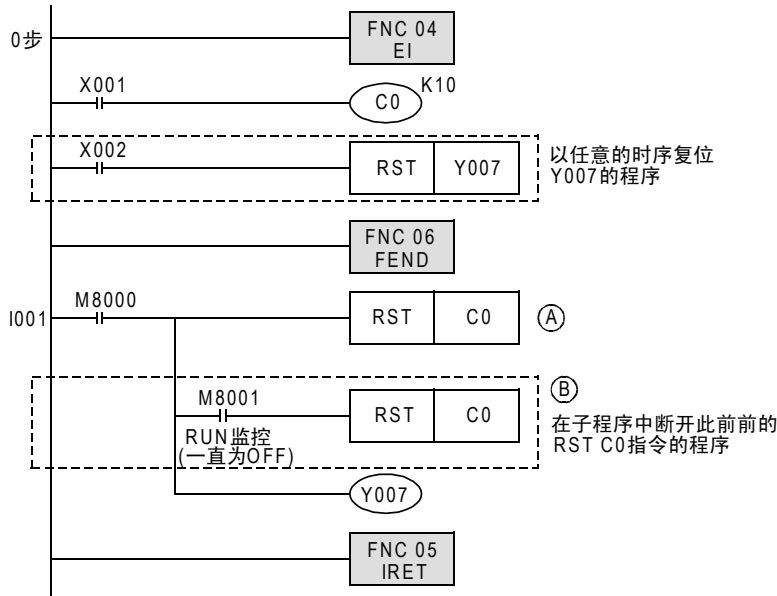 0步
FNC 04
EI
X001
K10
C0
X002
RST Y007
以任意的时序复位
Y007的程序
FNC 06
FEND
I001
M8000
RST C0
A
M8001
RST C0
B
RUN监控
(一直为OFF)
在子程序中断开此前前的
RST C0指令的程序
Y007
FNC 05
IRET